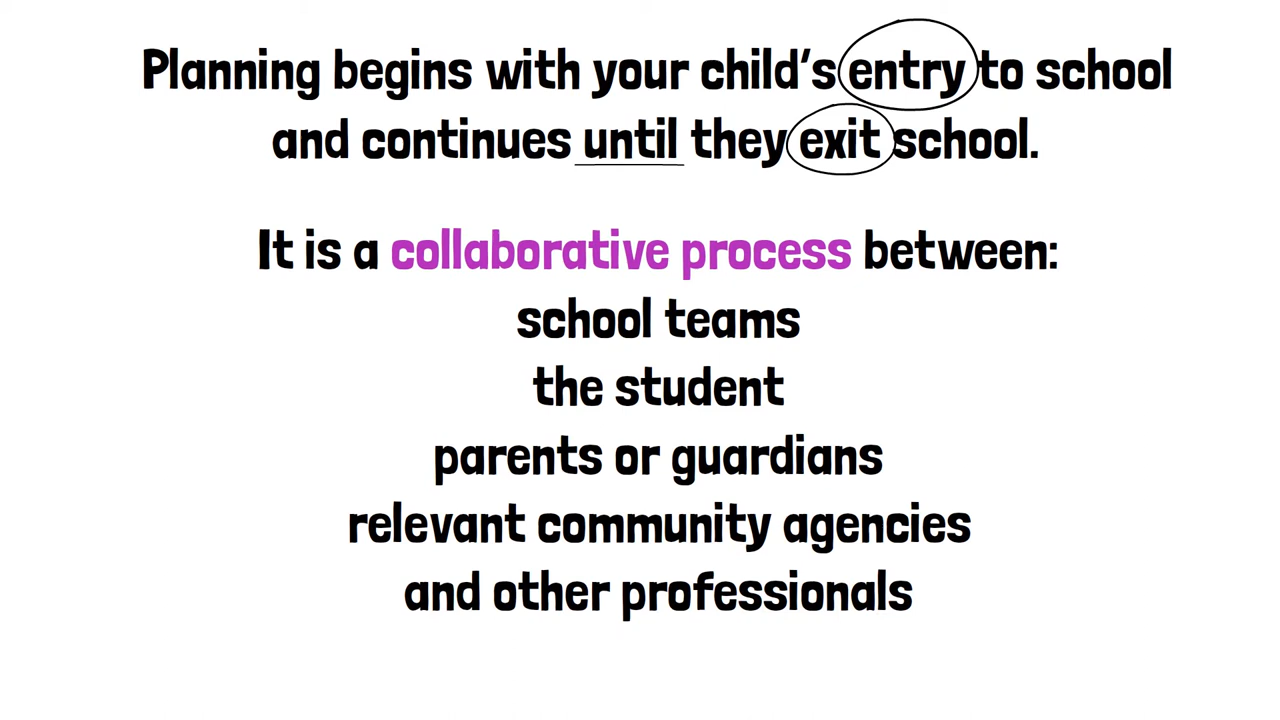 Planning begins with your child's entry to school
and continues until they exit school.
It is a collaborative process between:
school teams
the student
parents or guardians
relevant community agencies
and other professionals